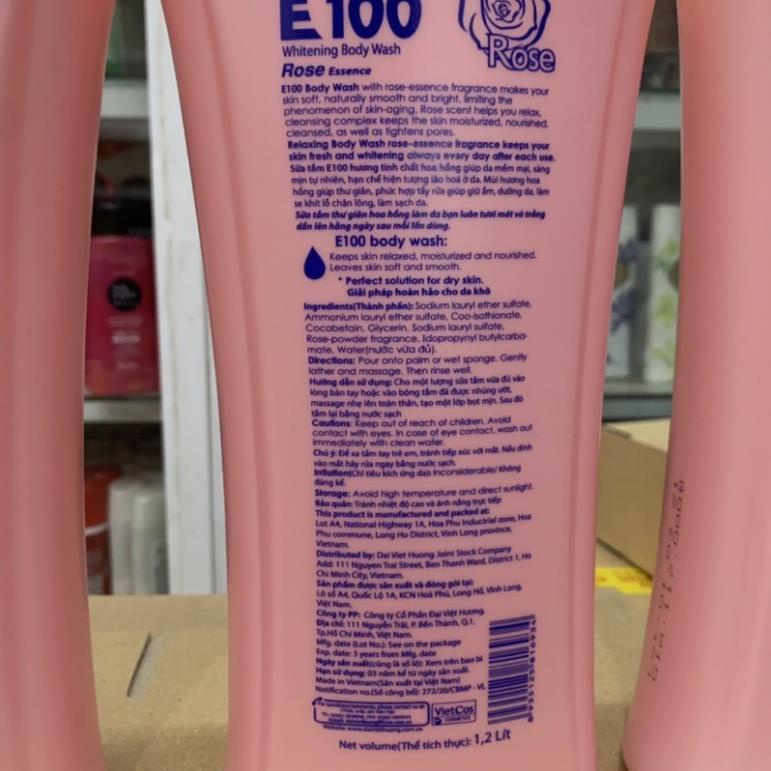 E100
Rose
Whitening Body Wash
Rose Essence
E100 Body Wash with rose-essence fragrance makes your
skin soft, naturally smooth and bright, limiting the
phenomenon of skin-aging. Rose scent helps you relax,
cleansing complex keeps the skin moisturized, nourished,
cleansed, as well as tightens pores.
Relaxing Body Wash rose-essence fragrance keeps your
skin fresh and whitening always every day after each use.
Sữa tắm E100 hương tinh chất hoa hồng giúp da mềm mại, sáng
mịn tự nhiên, hạn chế hiện tượng lão hoá ở da. Mùi hương hoa
hồng giúp thư giãn, phức hợp tẩy rửa giúp giữ ẩm, dưỡng da, làm
se khít lỗ chân lông, làm sạch da.
Sữa tắm thư giãn hoa hồng làm da bạn luôn tươi mát và trắng
dần lên hằng ngày sau mỗi lần dùng.
E100 body wash:
Keeps skin relaxed, moisturized and nourished.
Leaves skin soft and smooth.
* Perfect solution for dry skin.
Giải pháp hoàn hảo cho da khô
Ingredients(Thành phần): Sodium lauryl ether sulfate,
Ammonium lauryl ether sulfate, Coo-isothionate,
Cocabetain, Glycerin, Sodium lauryl sulfate,
Rose-powder fragrance, Idopropynyl butylcarba-
mate, Water(nước vừa đủ).
Directions: Pour onto palm or wet sponge. Gently
lather and massage. Then rinse well.
Hướng dẫn sử dụng: Cho một lượng sữa tắm vừa đủ vào
lòng bàn tay hoặc vào bông tắm đã được nhúng ướt,
massage nhẹ lên toàn thân, tạo một lớp bọt mịn. Sau đó
tắm lại bằng nước sạch
Cautions: Keep out of reach of children. Avoid
contact with eyes. In case of eye contact, wash out
immediately with clean water.
Chú ý: Để xa tầm tay trẻ em, tránh tiếp xúc với mắt. Nếu dính
vào mắt hãy rửa ngay bằng nước sạch.
Irritation(Chỉ tiêu kích ứng da): Inconsiderable/ Không
đáng kể.
Storage: Avoid high temperature and direct sunlight.
Bảo quản: Tránh nhiệt độ cao và ánh nắng trực tiếp
This product is manufactured and packed at:
Lot A4, National Highway 1A, Hoa Phu Inductrial zone, Hoa
Phu commune, Long Ho District, Vinh Long province,
Vietnam.
Distributed by: Dai Viet Huong Joint Stock Company
Add: 111 Nguyen Trai Street, Ben Thanh Ward, District 1, Ho
Chi Minh City, Vietnam.
Sản phẩm được sản xuất và đóng gói tại:
Lô số A4, Quốc Lộ 1A, KCN Hoà Phú, Long Hồ, Vĩnh Long,
Việt Nam.
Công ty PP: Công ty Cổ Phần Đại Việt Hương.
Địa chỉ: 111 Nguyễn Trãi, P. Bến Thành, Q.1,
Tp.Hồ Chí Minh, Việt Nam.
Mfg. date (Lot No.): See on the package
Exp. date: 3 years from Mfg. date
Ngày sản xuất(cũng là số lô): Xem trên bao bì
Hạn sử dụng: 03 năm kể từ ngày sản xuất.
Made in Vietnam(Sản xuất tại Việt Nam)
Notification no.(Số công bố): 272/20/CBMP - VL
8 935127 816934
VietCos
COSMETICS
Net volume(Thể tích thực): 1,2 Lít